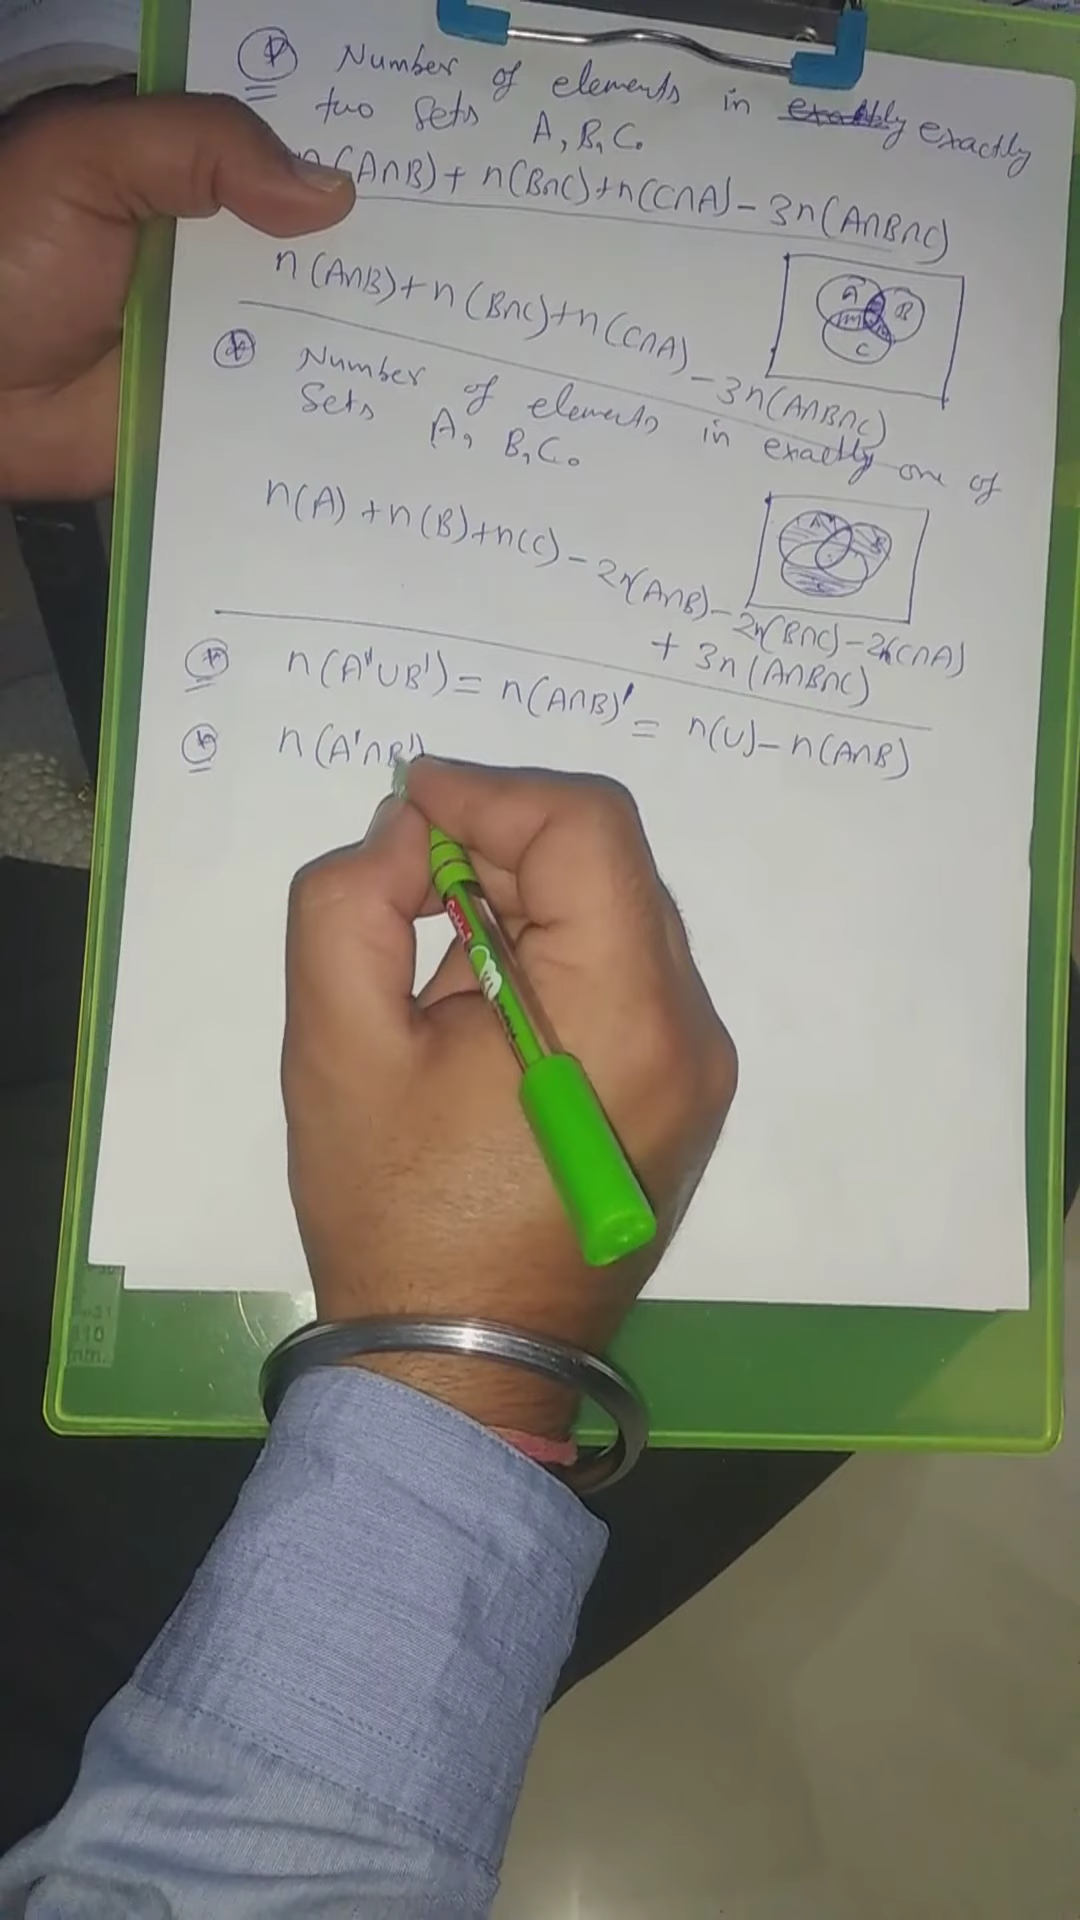 Number of elements in exactly exactly
two sets A, B, C.
n(A∩B) + n(B∩C) + n(C∩A) - 3n(A∩B∩C)
n(A∩B) + n(B∩C) + n(C∩A) - 3n(A∩B∩C)
A B C
Number of elements in exactly one of
Sets A, B, C.
n(A) + n(B) + n(C) - 2n(A∩B) - 2n(B∩C) - 2n(C∩A)
+ 3n(A∩B∩C)
A B C
n(A'∪B') = n(A∩B)' = n(U) - n(A∩B)
n(A'∩B')